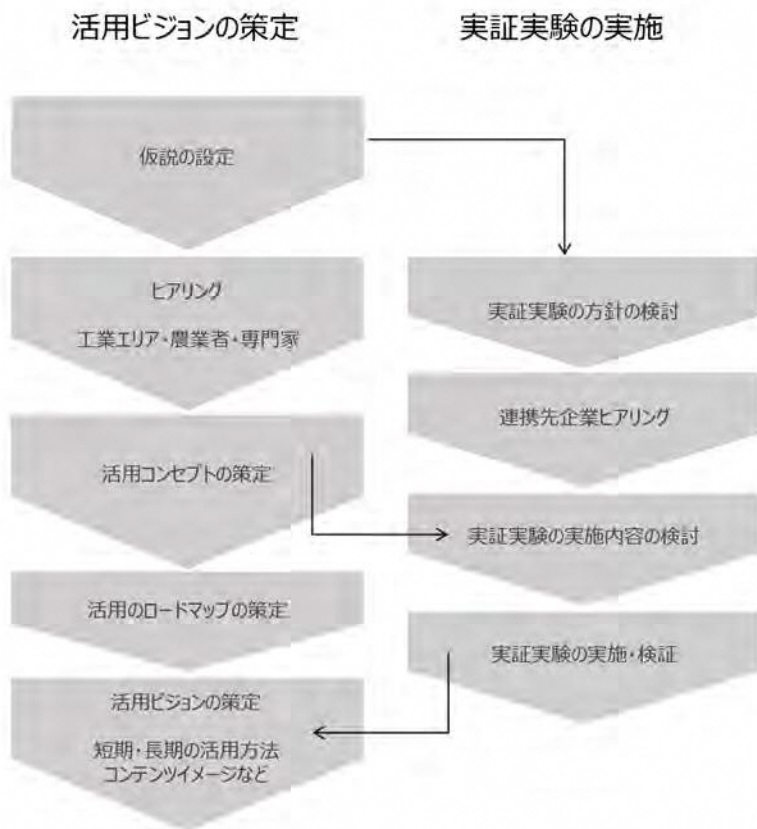 活用ビジョンの策定
実証実験の実施
仮説の設定
ヒアリング
工業エリア・農業者・専門家
活用コンセプトの策定
活用のロードマップの策定
活用ビジョンの策定
短期・長期の活用方法
コンテンツイメージなど
実証実験の方針の検討
連携先企業ヒアリング
実証実験の実施内容の検討
実証実験の実施・検証